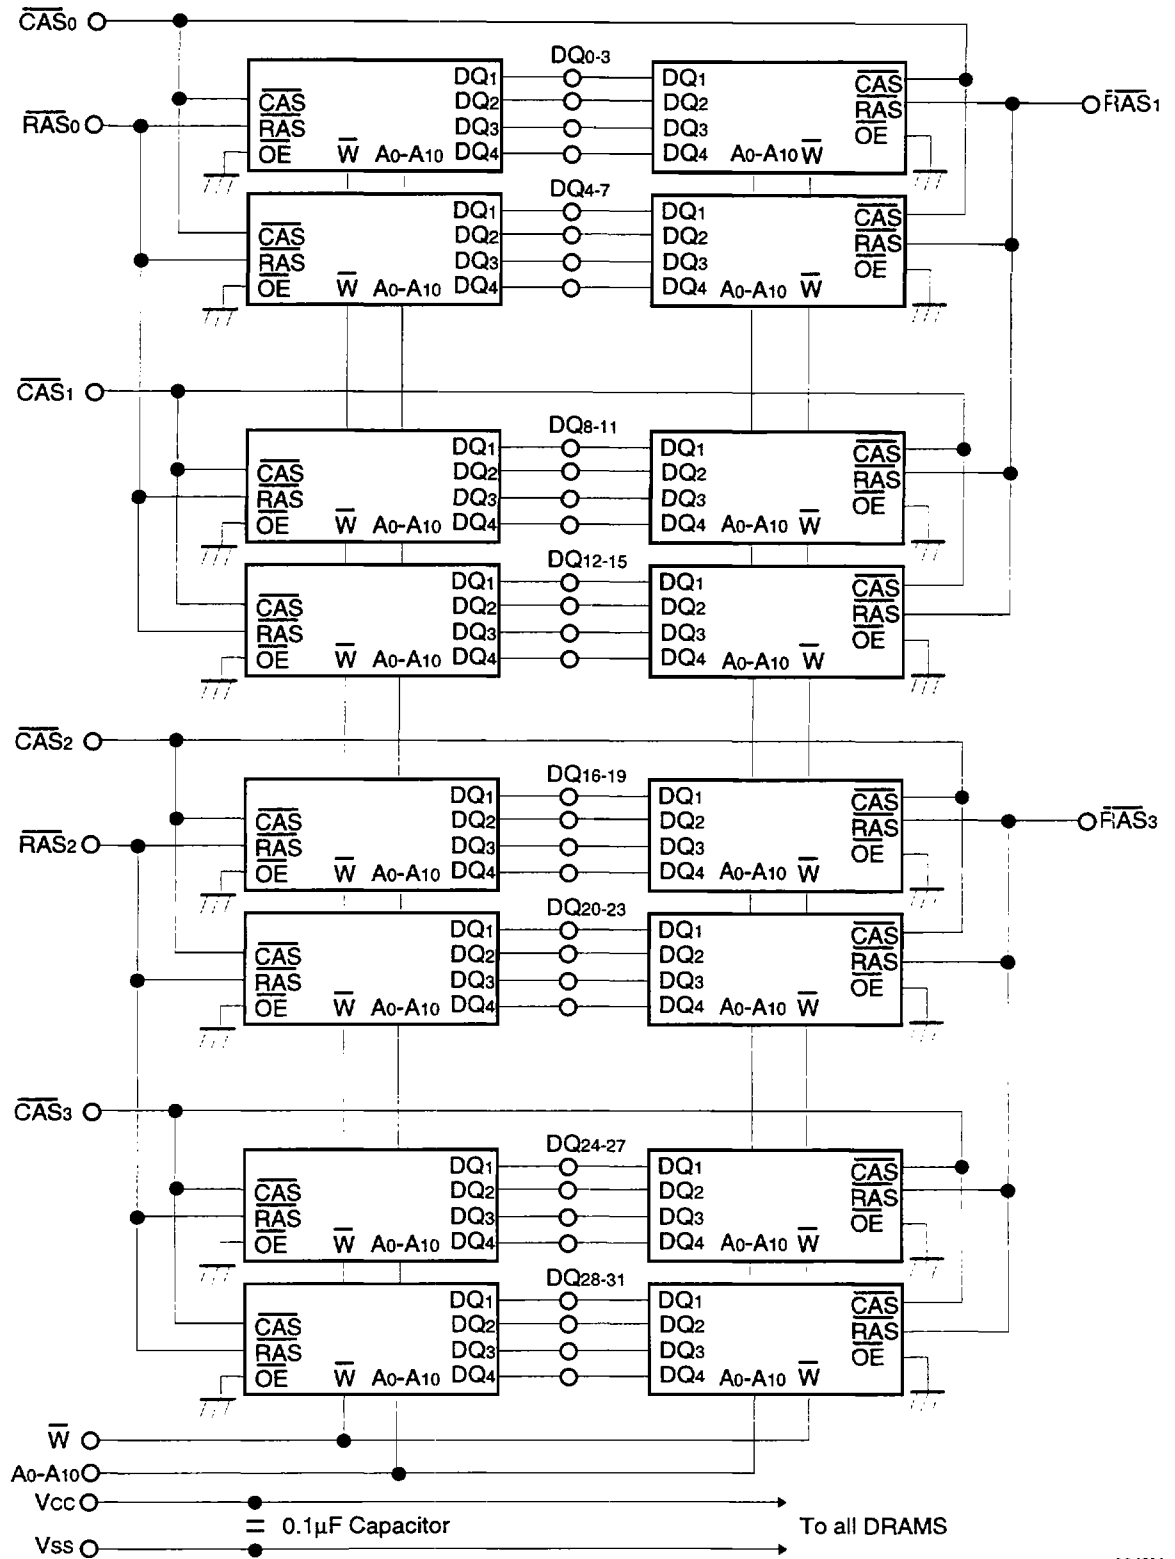 CAS0
DQ0-3
DQ1 DQ1
CAS DQ2 DQ2 CAS
RAS0 RAS DQ3 DQ3 RAS RAS1
OE W A0-A10 DQ4 DQ4 A0-A10 W OE
DQ4-7
DQ1 DQ1
CAS DQ2 DQ2 CAS
RAS DQ3 DQ3 RAS
OE W A0-A10 DQ4 DQ4 A0-A10 W OE
CAS1
DQ8-11
DQ1 DQ1
CAS DQ2 DQ2 CAS
RAS DQ3 DQ3 RAS
OE W A0-A10 DQ4 DQ4 A0-A10 W OE
DQ12-15
DQ1 DQ1
CAS DQ2 DQ2 CAS
RAS DQ3 DQ3 RAS
OE W A0-A10 DQ4 DQ4 A0-A10 W OE
CAS2
DQ16-19
DQ1 DQ1
CAS DQ2 DQ2 CAS
RAS2 RAS DQ3 DQ3 RAS RAS3
OE W A0-A10 DQ4 DQ4 A0-A10 W OE
DQ20-23
DQ1 DQ1
CAS DQ2 DQ2 CAS
RAS DQ3 DQ3 RAS
OE W A0-A10 DQ4 DQ4 A0-A10 W OE
CAS3
DQ24-27
DQ1 DQ1
CAS DQ2 DQ2 CAS
RAS DQ3 DQ3 RAS
OE W A0-A10 DQ4 DQ4 A0-A10 W OE
DQ28-31
DQ1 DQ1
CAS DQ2 DQ2 CAS
RAS DQ3 DQ3 RAS
OE W A0-A10 DQ4 DQ4 A0-A10 W OE
W
A0-A10
Vcc
0.1µF Capacitor To all DRAMS
Vss